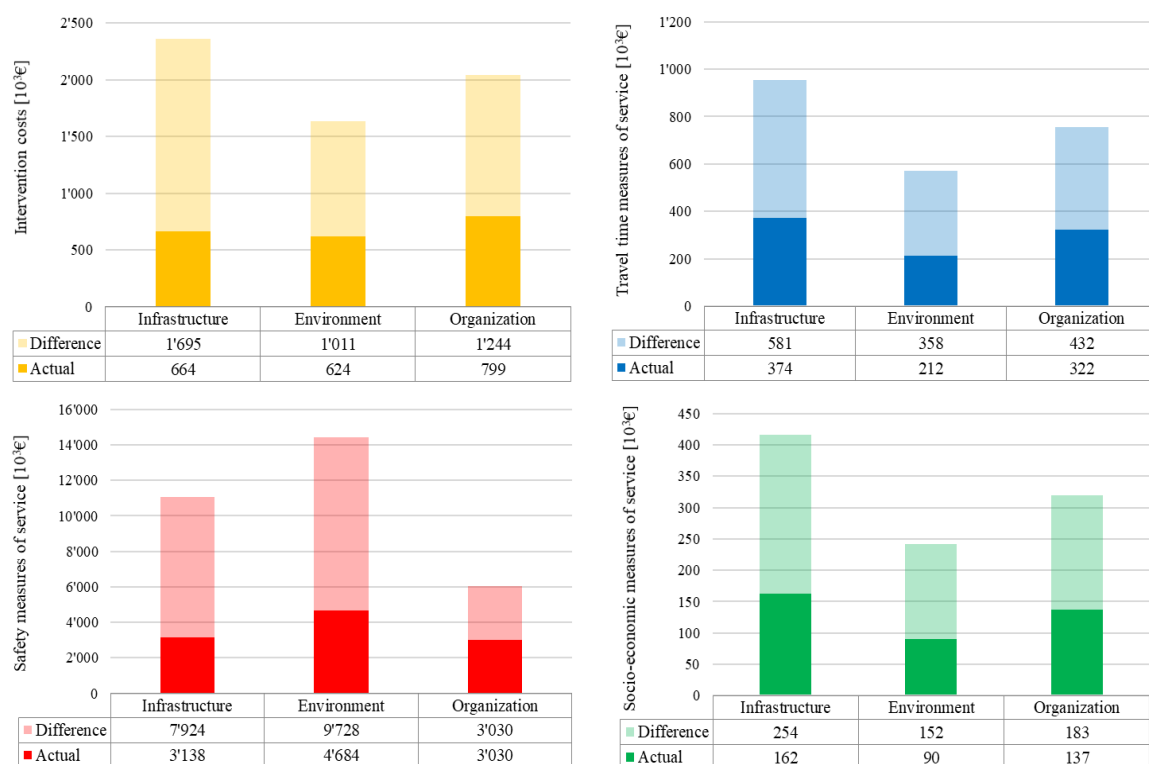 Intervention costs [10³€]
2'500
2'000
1'500
1'000
500
0
Infrastructure Environment Organization
Difference 1'695 1'011 1'244
Actual 664 624 799
Travel time measures of service [10³€]
1'200
1'000
800
600
400
200
0
Infrastructure Environment Organization
Difference 581 358 432
Actual 374 212 322
Safety measures of service [10³€]
16'000
14'000
12'000
10'000
8'000
6'000
4'000
2'000
0
Infrastructure Environment Organization
Difference 7'924 9'728 3'030
Actual 3'138 4'684 3'030
Socio-economic measures of service [10³€]
450
400
350
300
250
200
150
100
50
0
Infrastructure Environment Organization
Difference 254 152 183
Actual 162 90 137